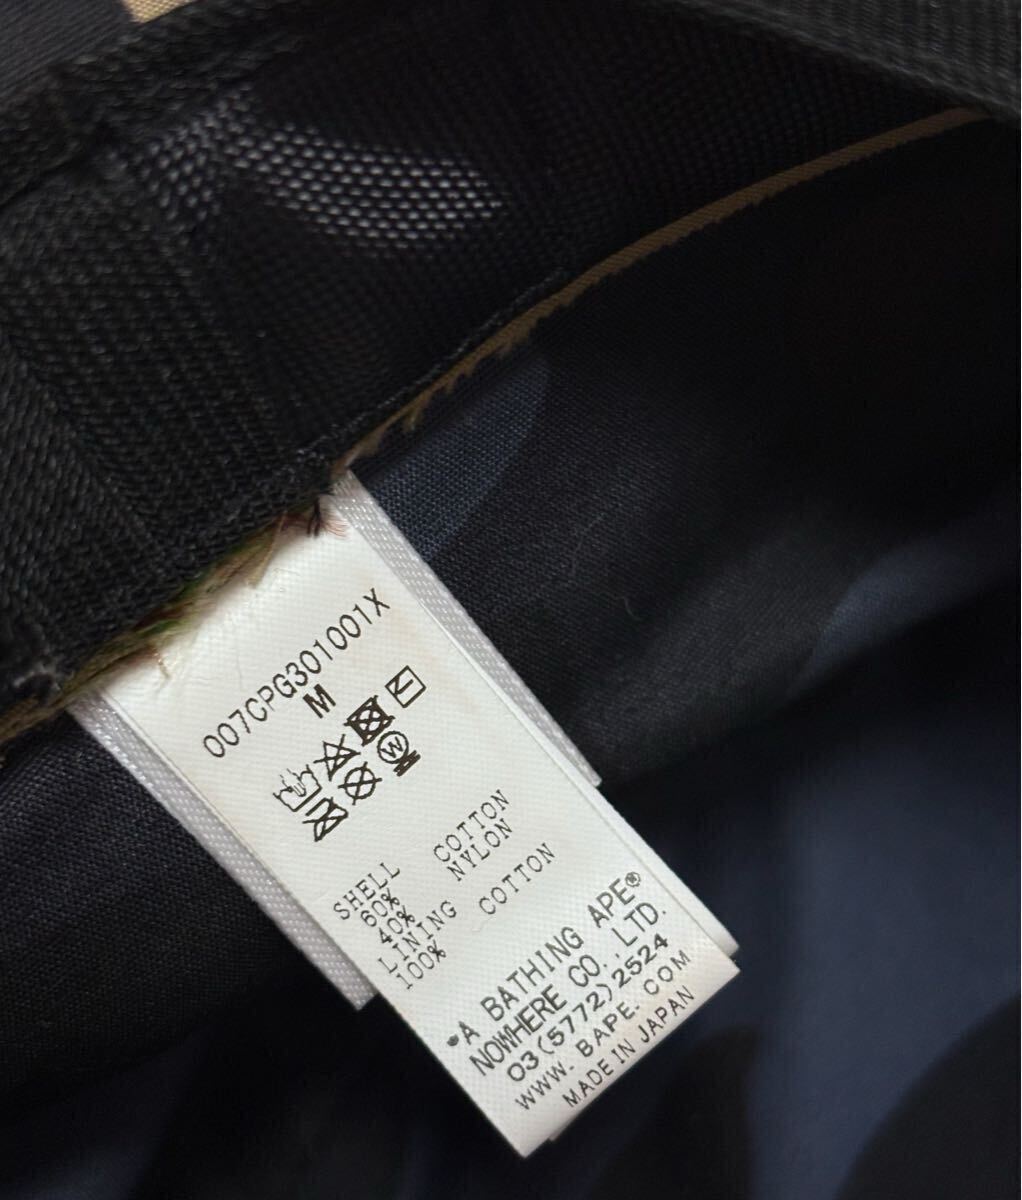 007CPG301001X
M
W
SHELL
60% COTTON
40% NYLON
LINING
100% COTTON
"A BATHING APE®
NOWHERE CO.,LTD.
03(5772)2524
WWW.BAPE.COM
MADE IN JAPAN